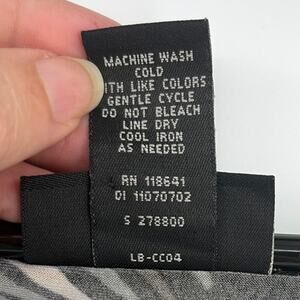 MACHINE WASH
COLD
ITH LIKE COLORS
GENTLE CYCLE
DO NOT BLEACH
LINE DRY
COOL IRON
AS NEEDED
RN 118641
DI 11070702
S 278800
LB-CC04